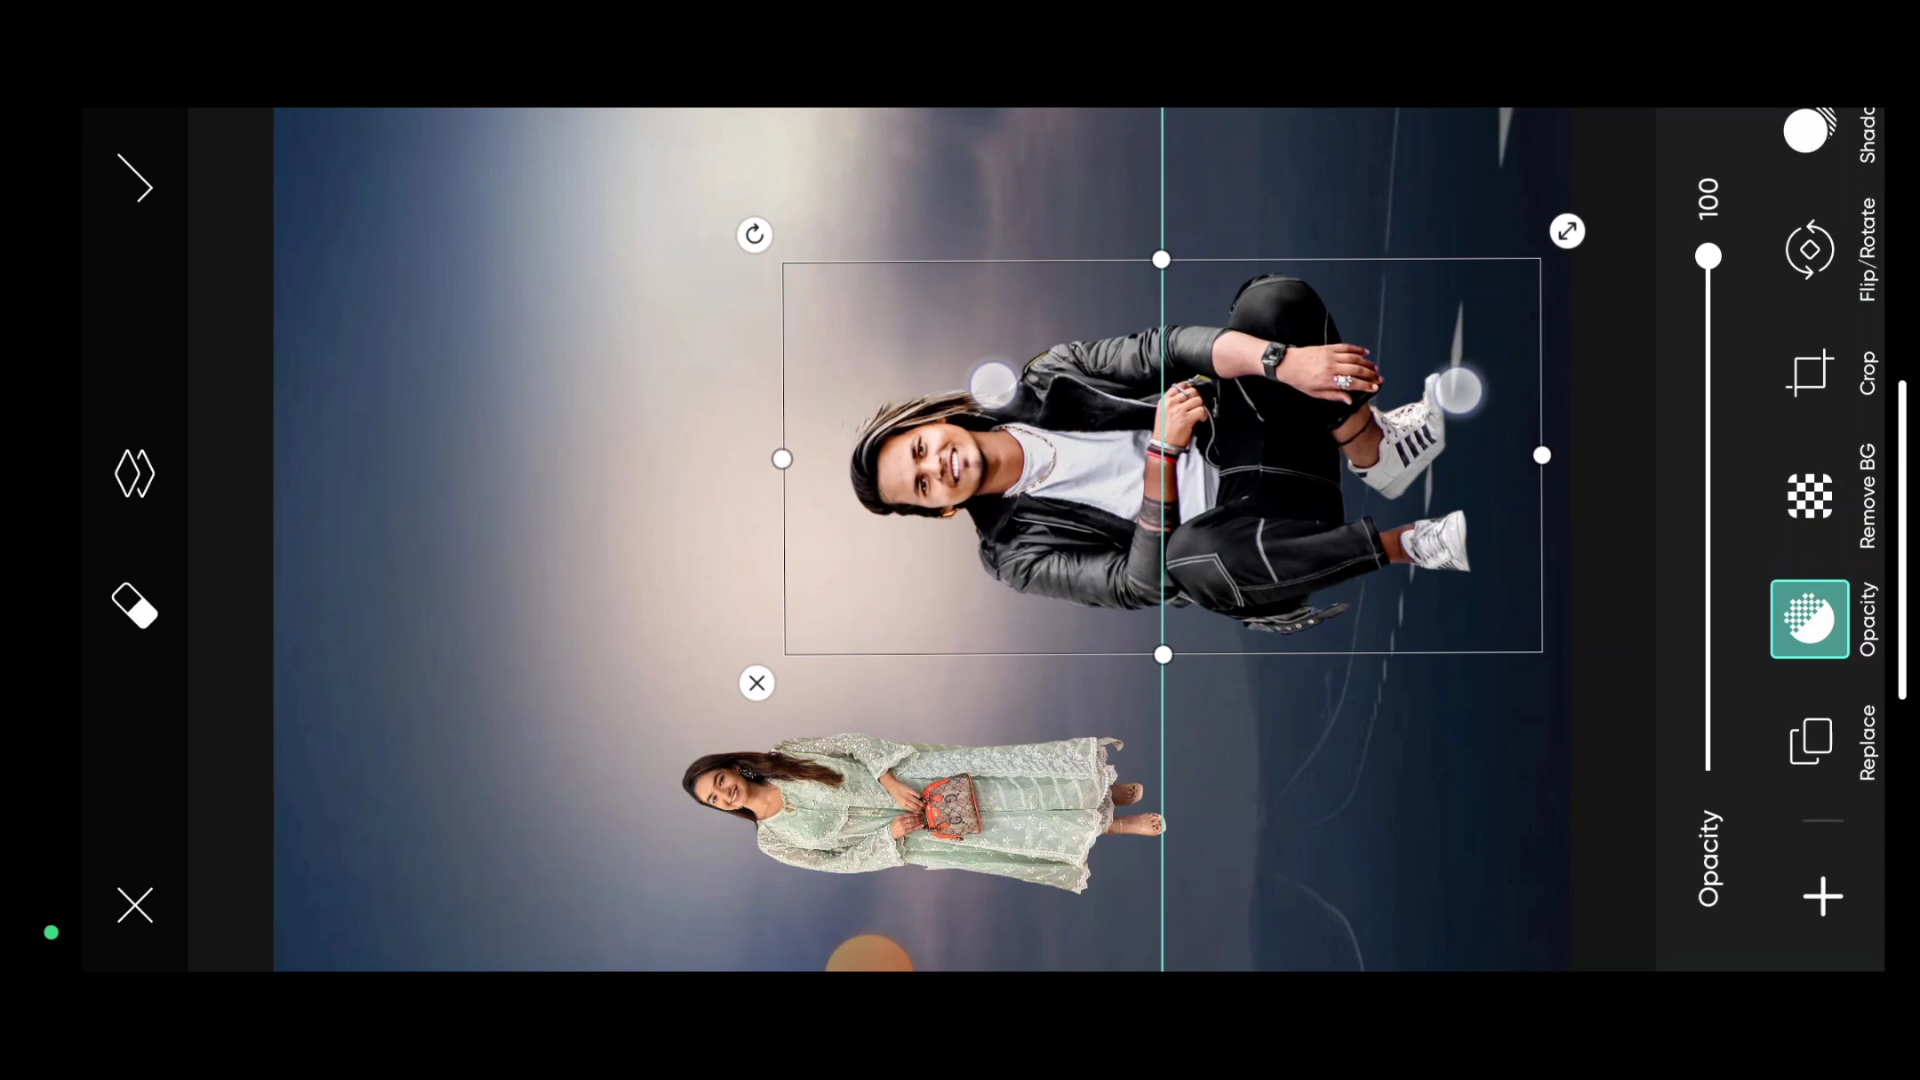 Opacity
100
Replace
Opacity
Remove BG
Crop
Flip/Rotate
Shado